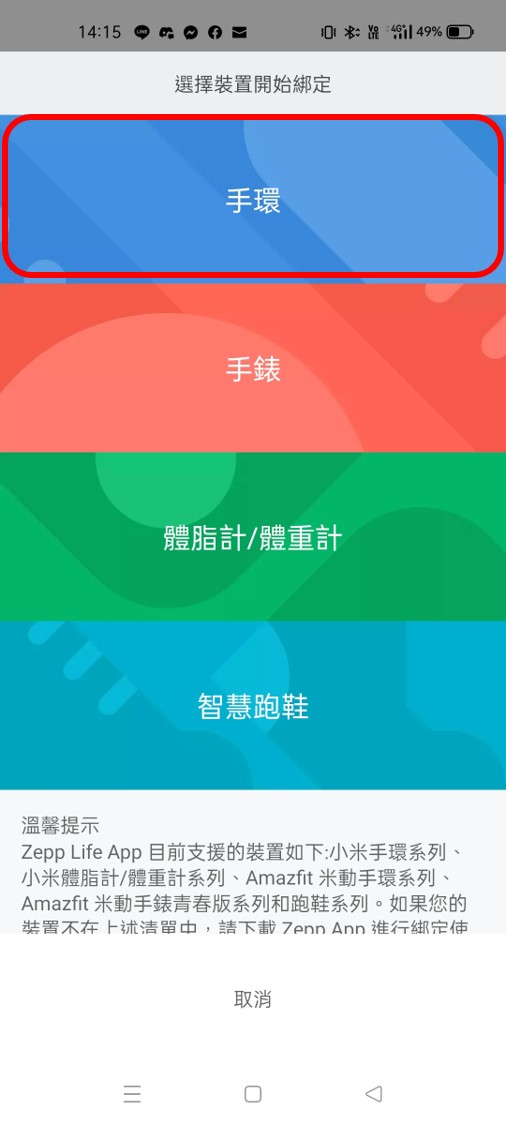 14:15 4G+ 49%
選擇裝置開始綁定
手環
手錶
體脂計/體重計
智慧跑鞋
溫馨提示
Zepp Life App 目前支援的裝置如下:小米手環系列、
小米體脂計/體重計系列、Amazfit 米動手環系列、
Amazfit 米動手錶青春版系列和跑鞋系列。如果您的
裝置不在上述清單中，請下載 Zepp App 進行綁定使
取消